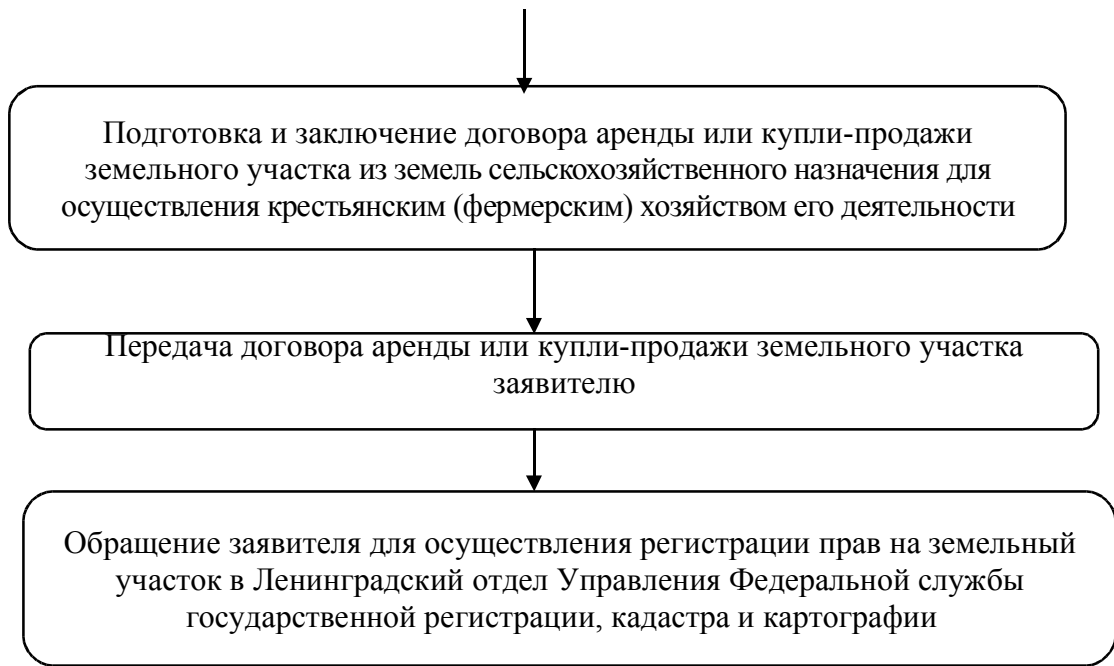 Подготовка и заключение договора аренды или купли-продажи
земельного участка из земель сельскохозяйственного назначения для
осуществления крестьянским (фермерским) хозяйством его деятельности
Передача договора аренды или купли-продажи земельного участка
заявителю
Обращение заявителя для осуществления регистрации прав на земельный
участок в Ленинградский отдел Управления Федеральной службы
государственной регистрации, кадастра и картографии